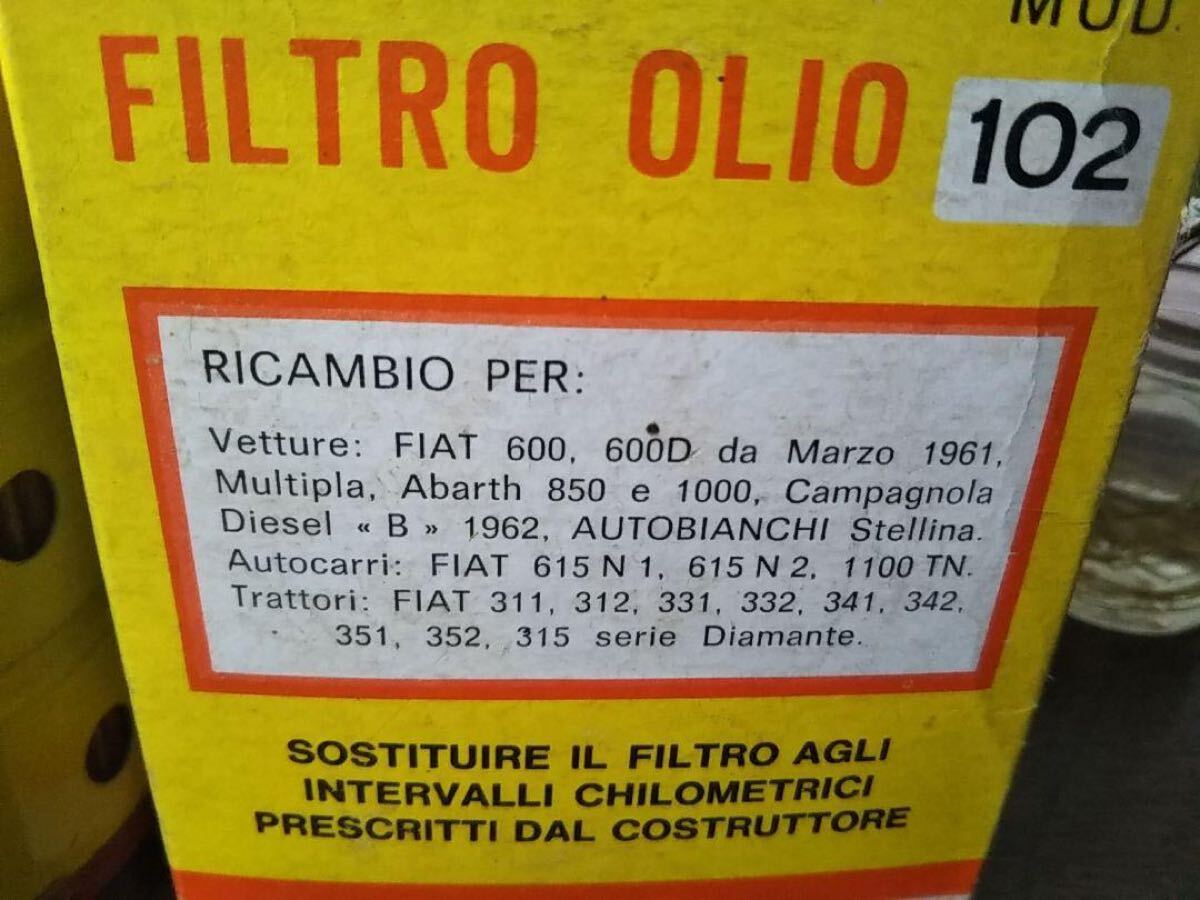 MOD.
FILTRO OLIO 102
RICAMBIO PER:
Vetture: FIAT 600, 600D da Marzo 1961,
Multipla, Abarth 850 e 1000, Campagnola
Diesel « B » 1962, AUTOBIANCHI Stellina.
Autocarri: FIAT 615 N 1, 615 N 2, 1100 TN.
Trattori: FIAT 311, 312, 331, 332, 341, 342,
351, 352, 315 serie Diamante.
SOSTITUIRE IL FILTRO AGLI
INTERVALLI CHILOMETRICI
PRESCRITTI DAL COSTRUTTORE